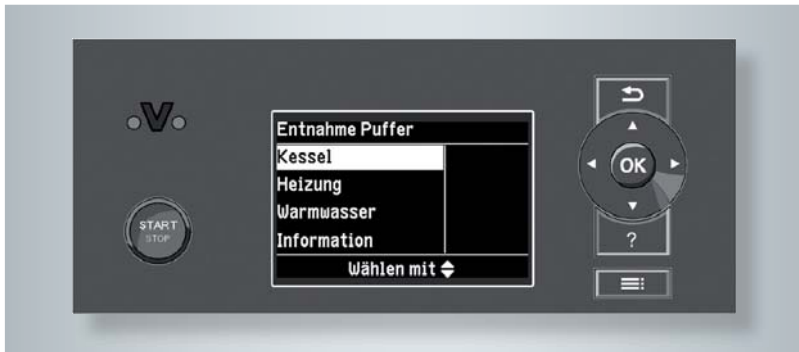 V
START
STOP
Entnahme Puffer
Kessel
Heizung
Warmwasser
Information
Wählen mit
OK
?